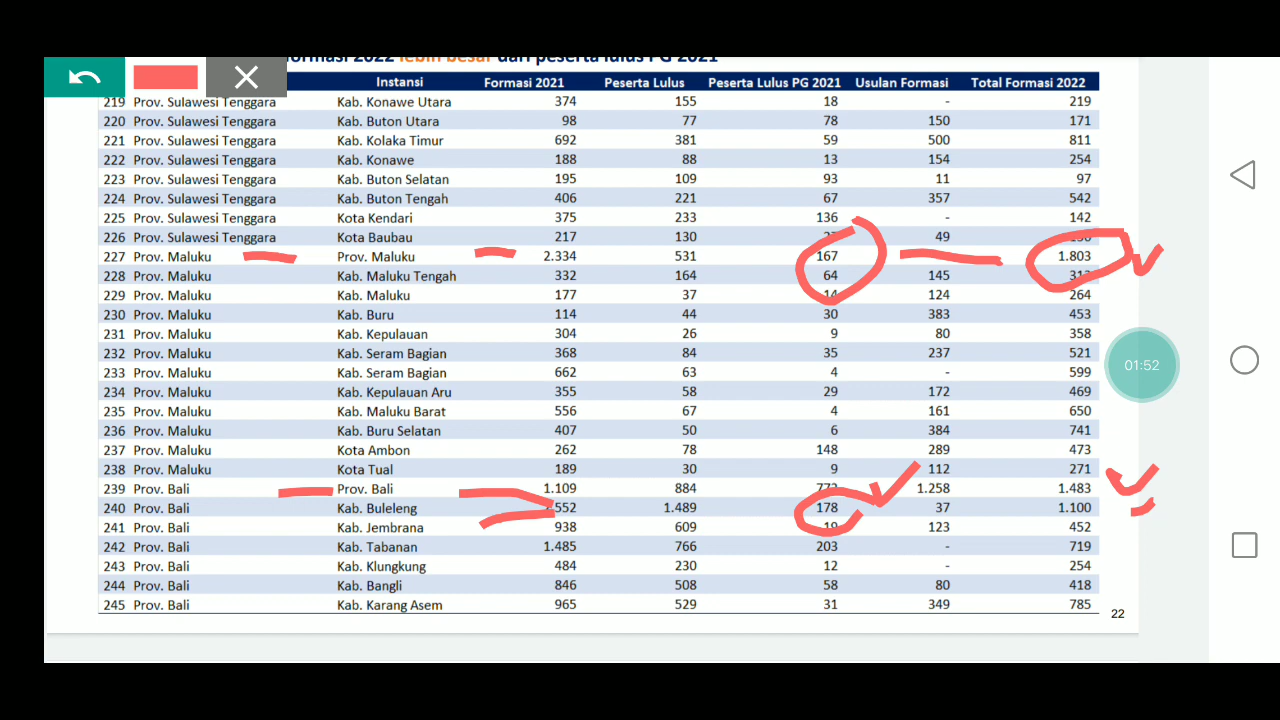 formasi 2022 lebih besar dari peserta lulus PG 2021
Instansi Formasi 2021 Peserta Lulus Peserta Lulus PG 2021 Usulan Formasi Total Formasi 2022
219 Prov. Sulawesi Tenggara Kab. Konawe Utara 374 155 18 - 219
220 Prov. Sulawesi Tenggara Kab. Buton Utara 98 77 78 150 171
221 Prov. Sulawesi Tenggara Kab. Kolaka Timur 692 381 59 500 811
222 Prov. Sulawesi Tenggara Kab. Konawe 188 88 13 154 254
223 Prov. Sulawesi Tenggara Kab. Buton Selatan 195 109 93 11 97
224 Prov. Sulawesi Tenggara Kab. Buton Tengah 406 221 67 357 542
225 Prov. Sulawesi Tenggara Kota Kendari 375 233 136 - 142
226 Prov. Sulawesi Tenggara Kota Baubau 217 130 49
227 Prov. Maluku Prov. Maluku 2.334 531 167 1.803
228 Prov. Maluku Kab. Maluku Tengah 332 164 64 145
229 Prov. Maluku Kab. Maluku 177 37 14 124 264
230 Prov. Maluku Kab. Buru 114 44 30 383 453
231 Prov. Maluku Kab. Kepulauan 304 26 9 80 358
232 Prov. Maluku Kab. Seram Bagian 368 84 35 237 521
233 Prov. Maluku Kab. Seram Bagian 662 63 4 - 599
234 Prov. Maluku Kab. Kepulauan Aru 355 58 29 172 469
235 Prov. Maluku Kab. Maluku Barat 556 67 4 161 650
236 Prov. Maluku Kab. Buru Selatan 407 50 6 384 741
237 Prov. Maluku Kota Ambon 262 78 148 289 473
238 Prov. Maluku Kota Tual 189 30 9 112 271
239 Prov. Bali Prov. Bali 1.109 884 1.258 1.483
240 Prov. Bali Kab. Buleleng 1.489 178 37 1.100
241 Prov. Bali Kab. Jembrana 938 609 19 123 452
242 Prov. Bali Kab. Tabanan 1.485 766 203 - 719
243 Prov. Bali Kab. Klungkung 484 230 12 - 254
244 Prov. Bali Kab. Bangli 846 508 58 80 418
245 Prov. Bali Kab. Karang Asem 965 529 31 349 785
22
01:52